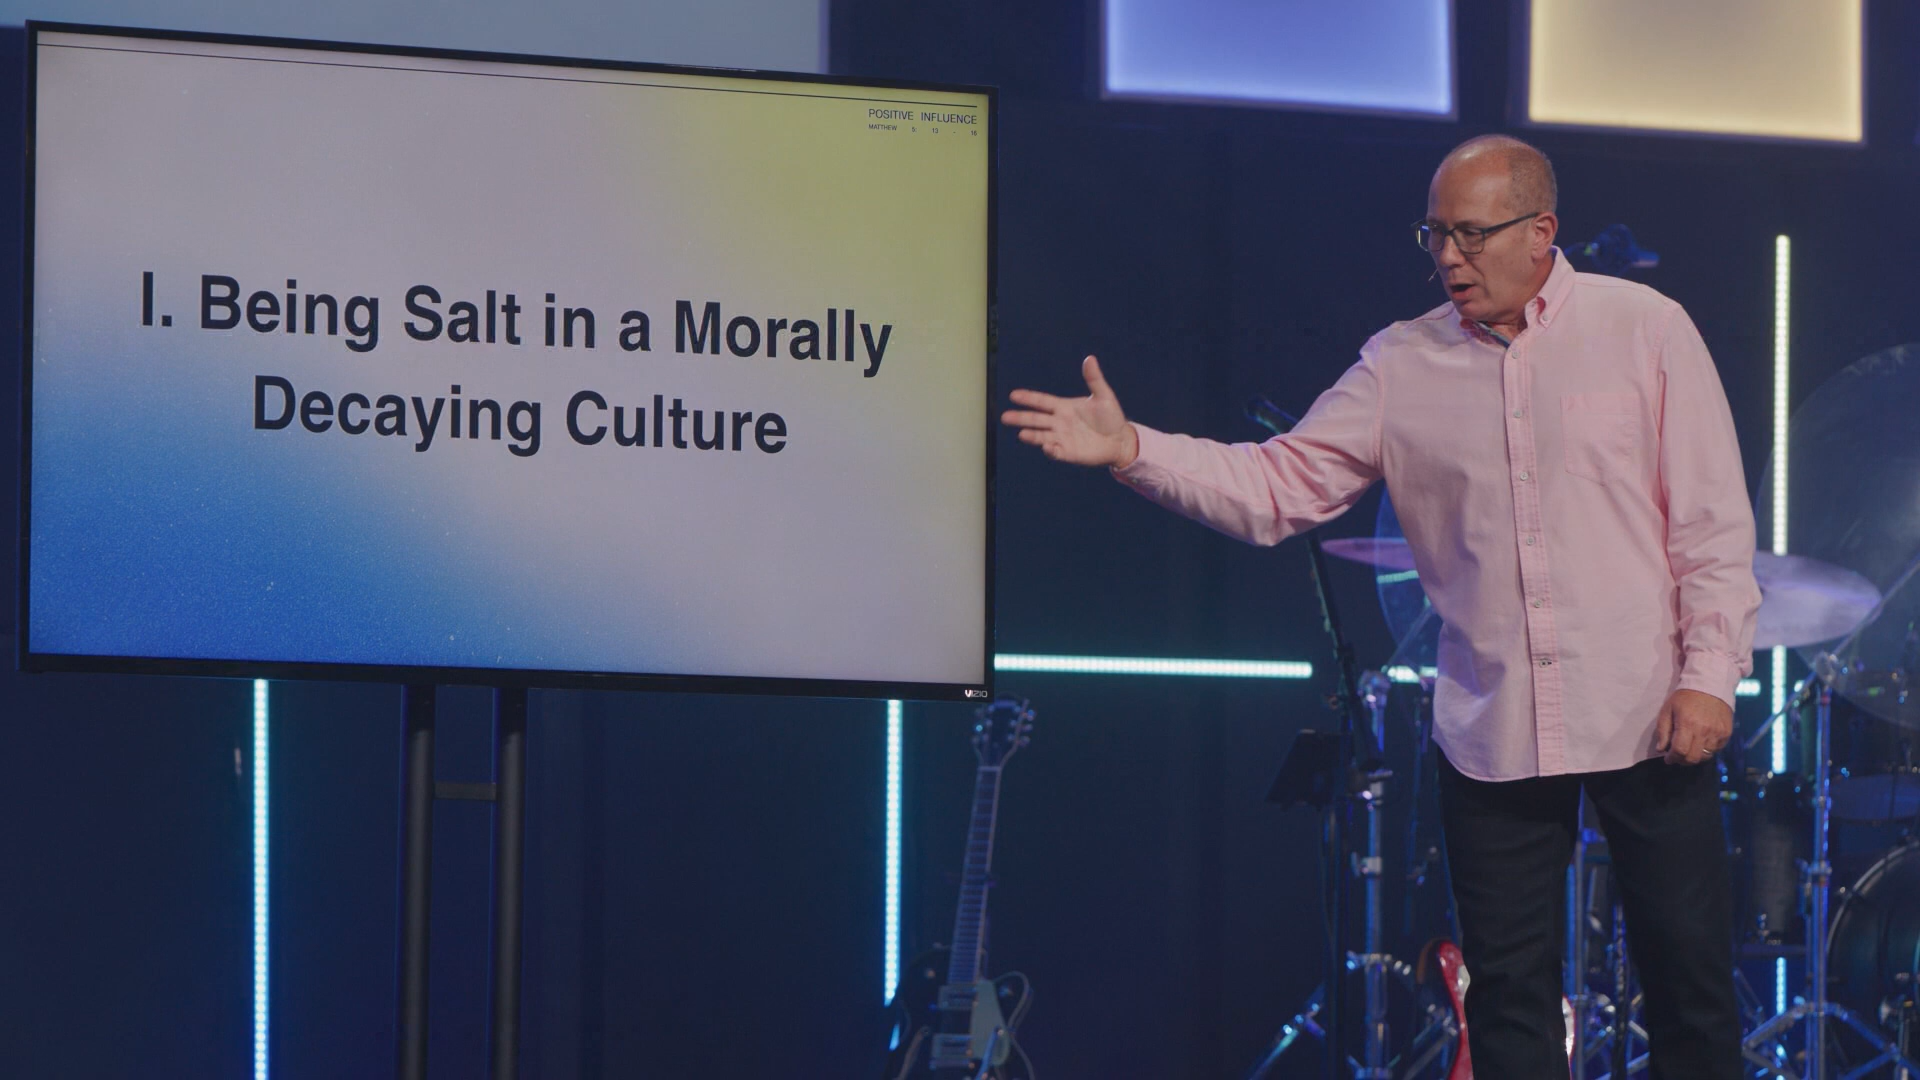 POSITIVE INFLUENCE
MATTHEW 5: 13 - 16
I. Being Salt in a Morally
Decaying Culture
VIZIO